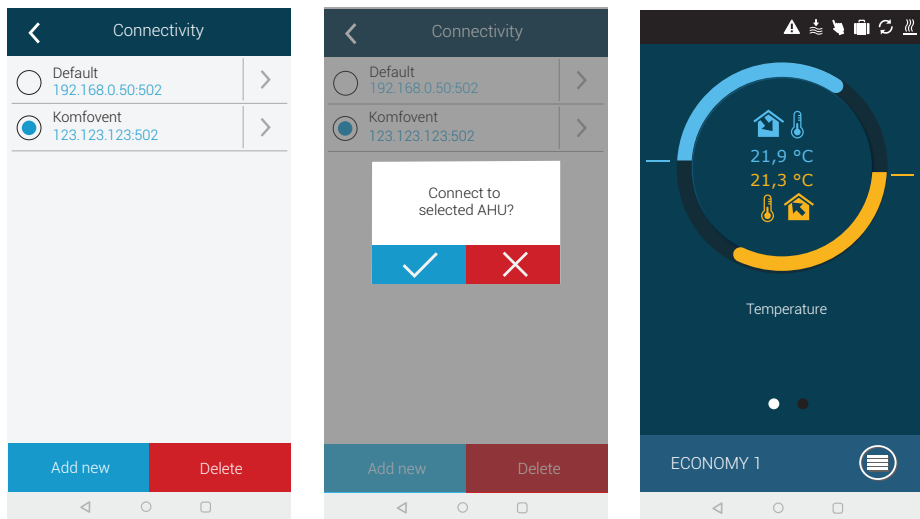 Connectivity
Default
192.168.0.50:502
Komfovent
123.123.123:502
Add new
Delete
Connectivity
Default
192.168.0.50:502
Komfovent
123.123.123:502
Connect to
selected AHU?
Add new
Delete
21,9 °C
21,3 °C
Temperature
ECONOMY 1